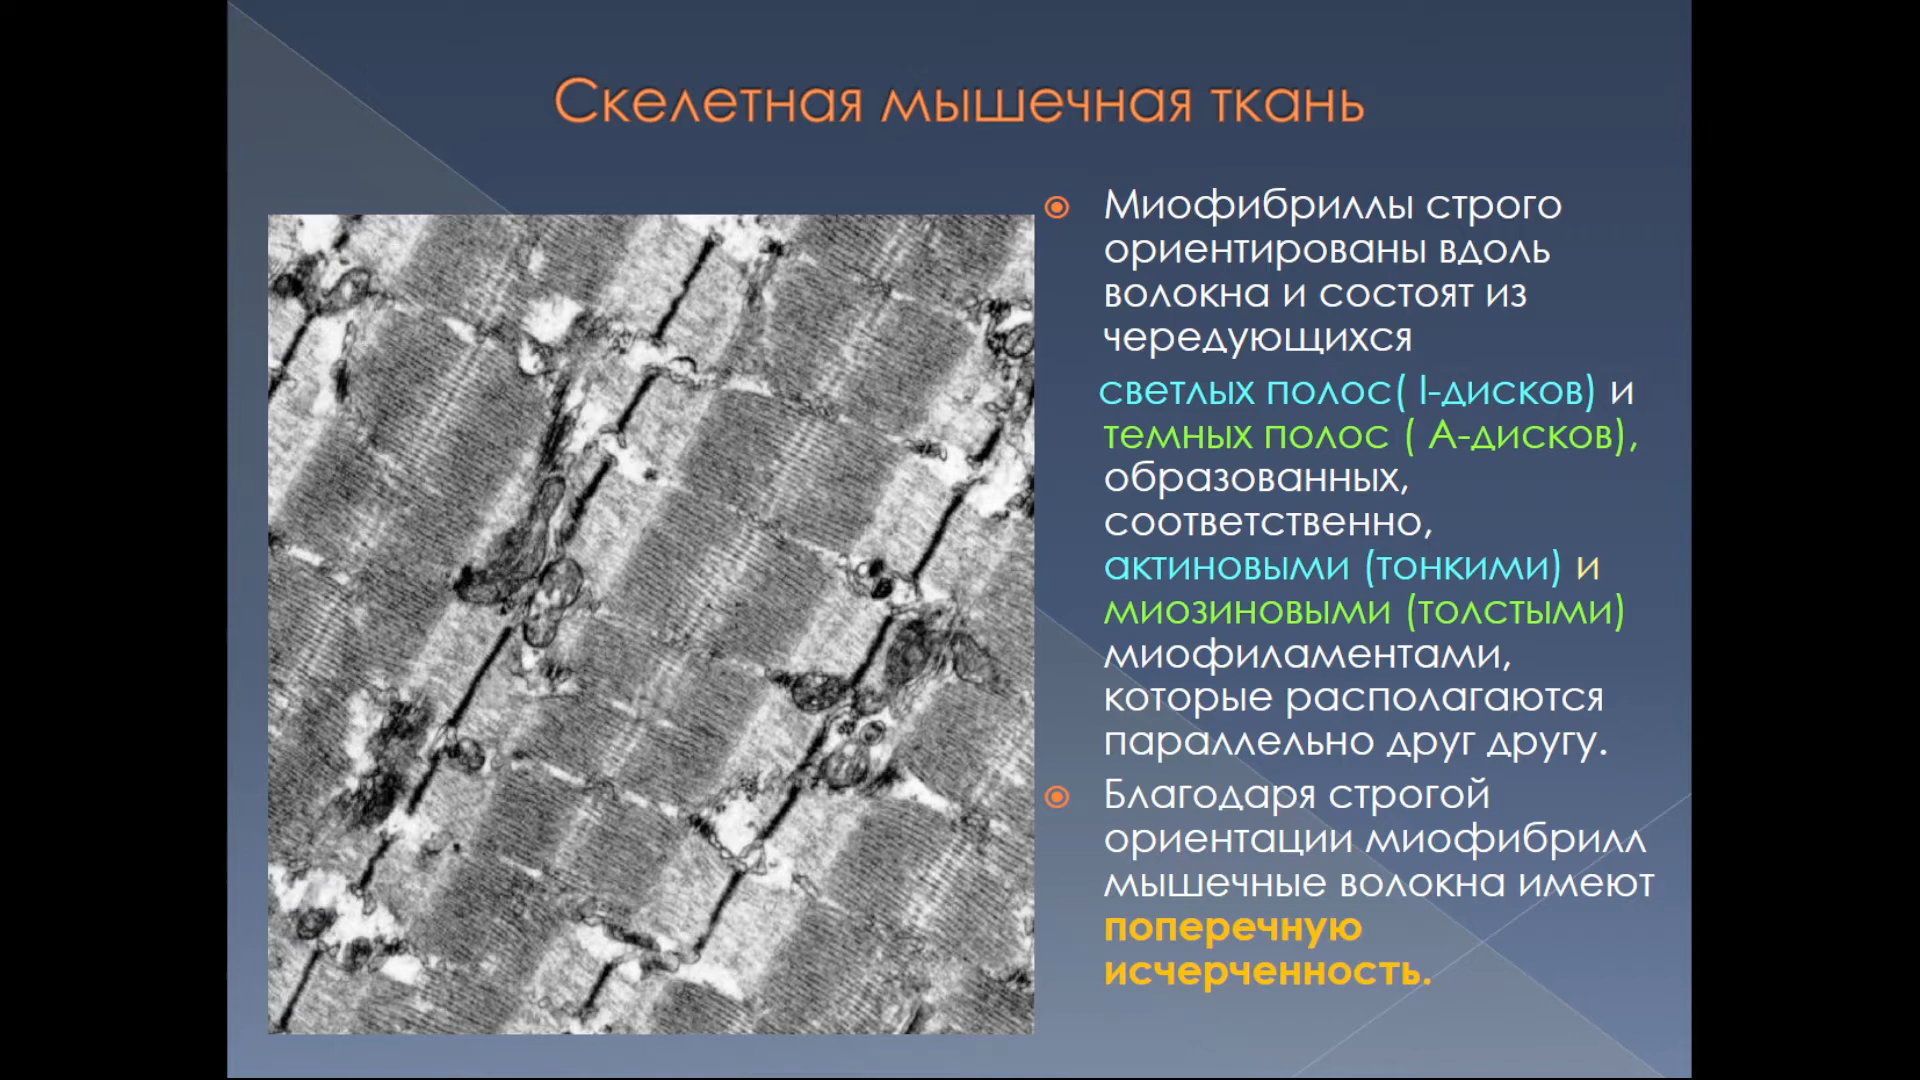 Скелетная мышечная ткань
Миофибриллы строго
ориентированы вдоль
волокна и состоят из
чередующихся
светлых полос( I-дисков) и
темных полос ( А-дисков),
образованных,
соответственно,
актиновыми (тонкими) и
миозиновыми (толстыми)
миофиламентами,
которые располагаются
параллельно друг другу.
Благодаря строгой
ориентации миофибрилл
мышечные волокна имеют
поперечную
исчерченность.